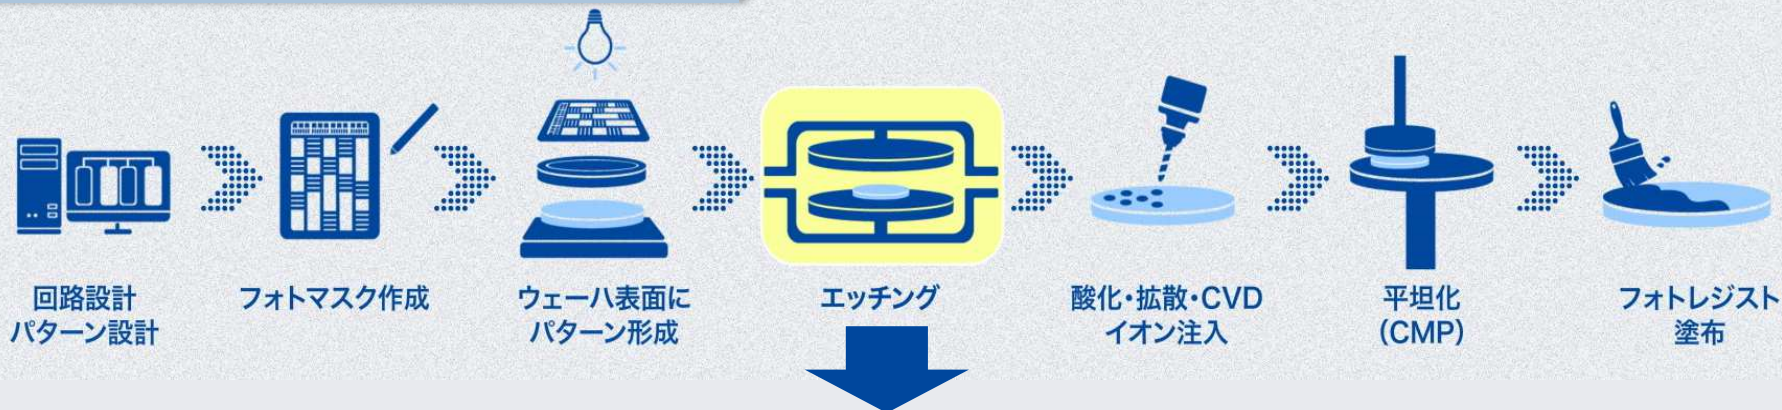 回路設計
パターン設計
フォトマスク作成
ウェーハ表面に
パターン形成
エッチング
酸化・拡散・CVD
イオン注入
平坦化
(CMP)
フォトレジスト
塗布